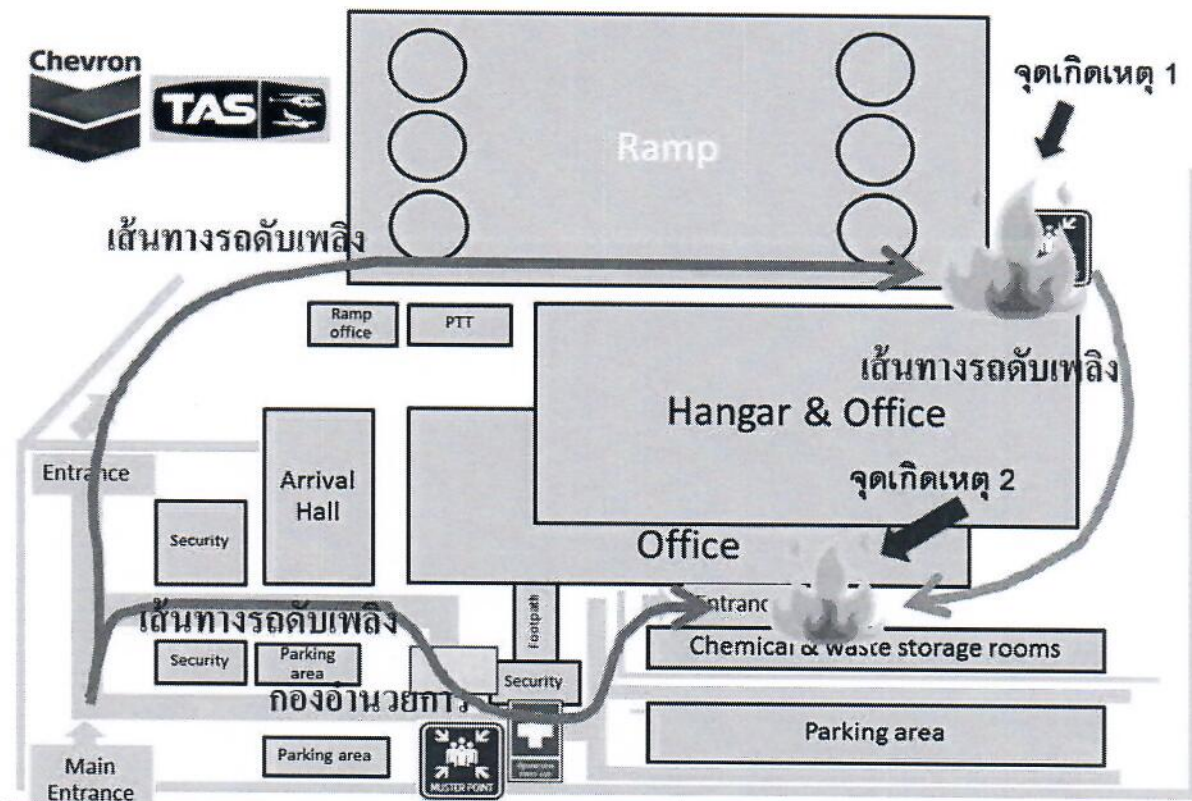 Chevron
TAS
Ramp
จุดเกิดเหตุ 1
เส้นทางรถดับเพลิง
Ramp
office
PTT
เส้นทางรถดับเพลิง
Hangar & Office
Entrance
Arrival
Hall
จุดเกิดเหตุ 2
Security
Office
เส้นทางรถดับเพลิง
Footpath
Entranc
Security
Parking
area
Chemical & waste storage rooms
Security
กองอำนวยการ
Parking area
Parking area
MUSTER POINT
Main
Entrance